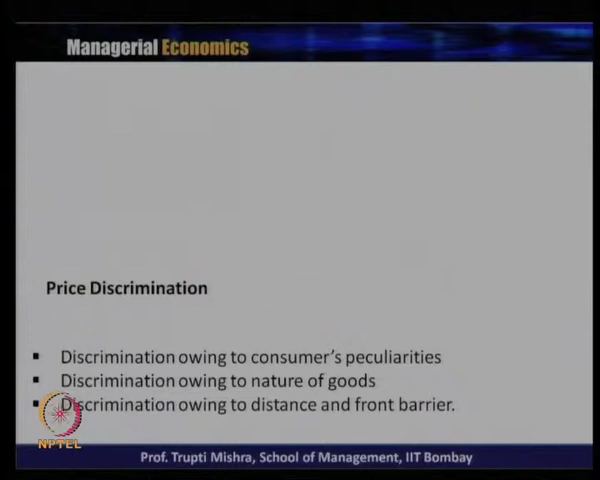 Managerial Economics
Price Discrimination
▪ Discrimination owing to consumer's peculiarities
▪ Discrimination owing to nature of goods
▪ Discrimination owing to distance and front barrier.
NPTEL
Prof. Trupti Mishra, School of Management, IIT Bombay